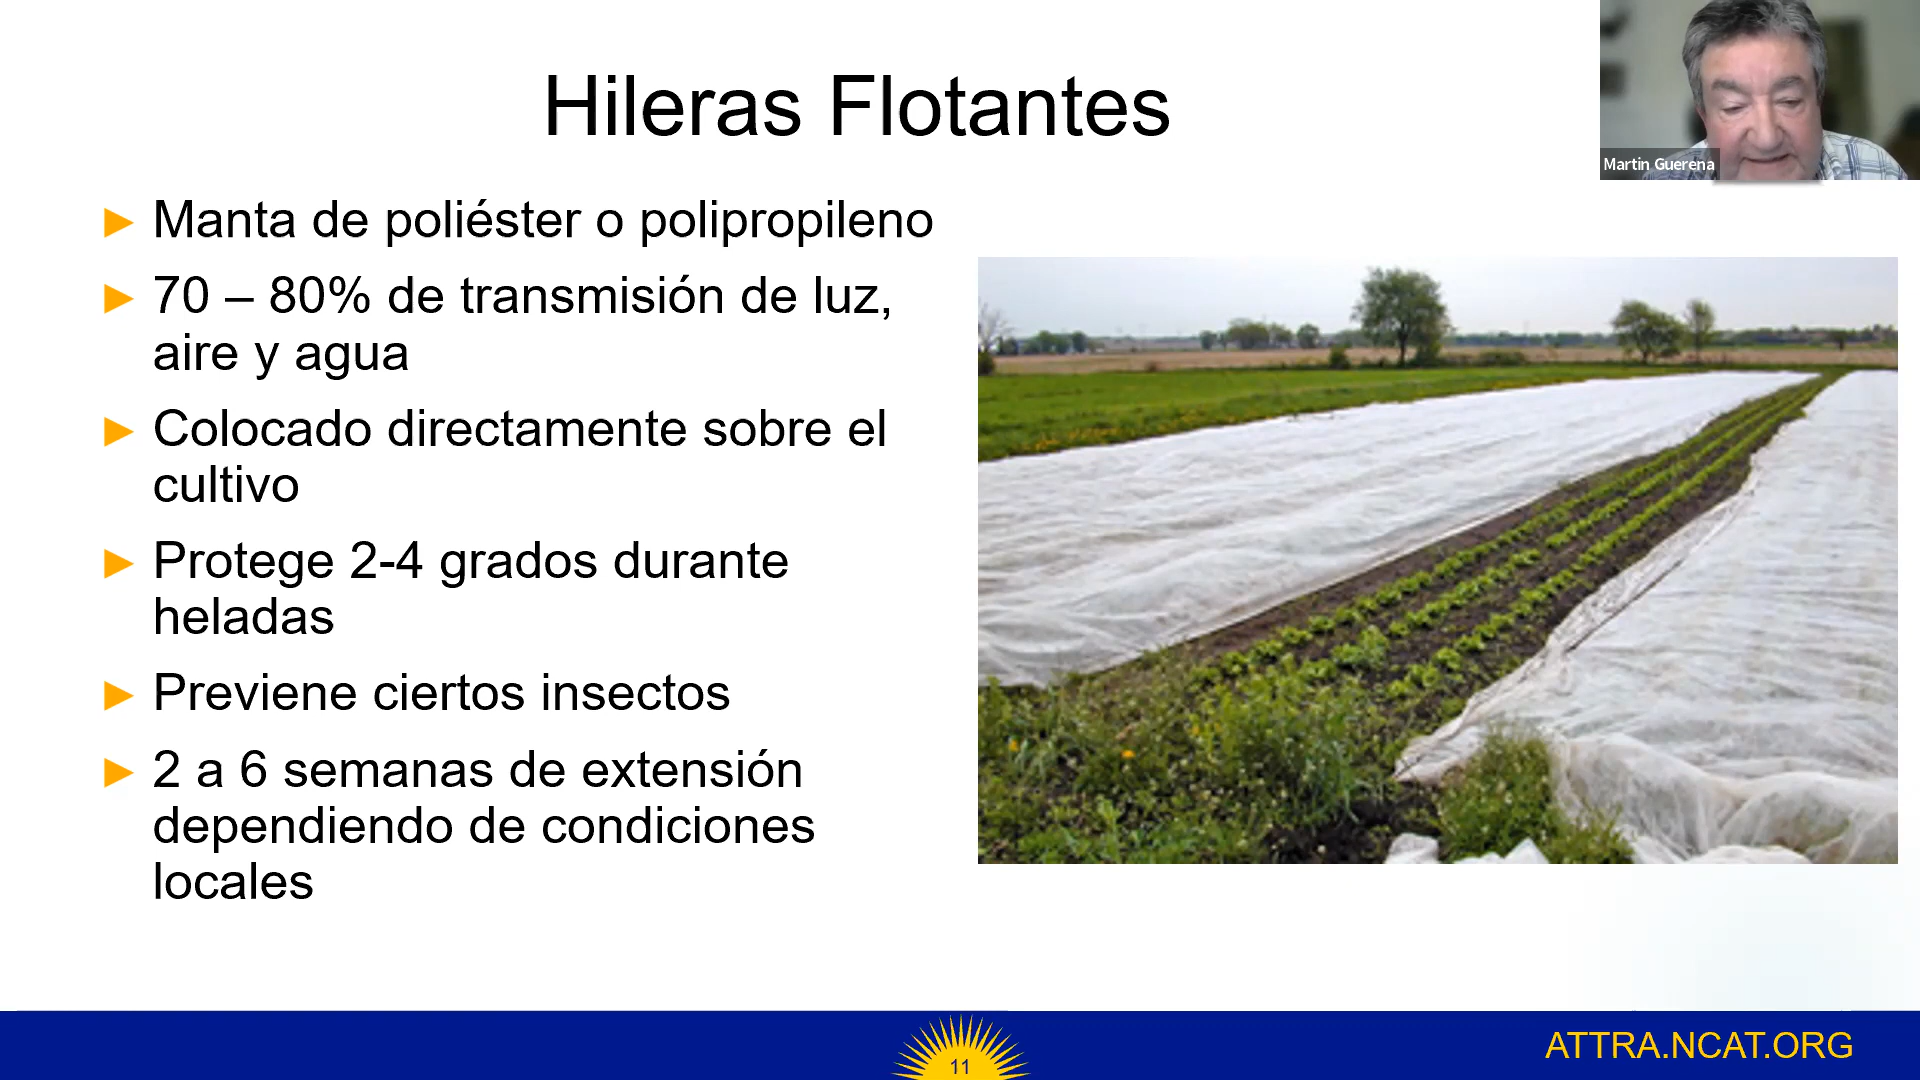 Hileras Flotantes
Martin Guerena
► Manta de poliéster o polipropileno
► 70 – 80% de transmisión de luz,
aire y agua
► Colocado directamente sobre el
cultivo
► Protege 2-4 grados durante
heladas
► Previene ciertos insectos
► 2 a 6 semanas de extensión
dependiendo de condiciones
locales
11
ATTRA.NCAT.ORG